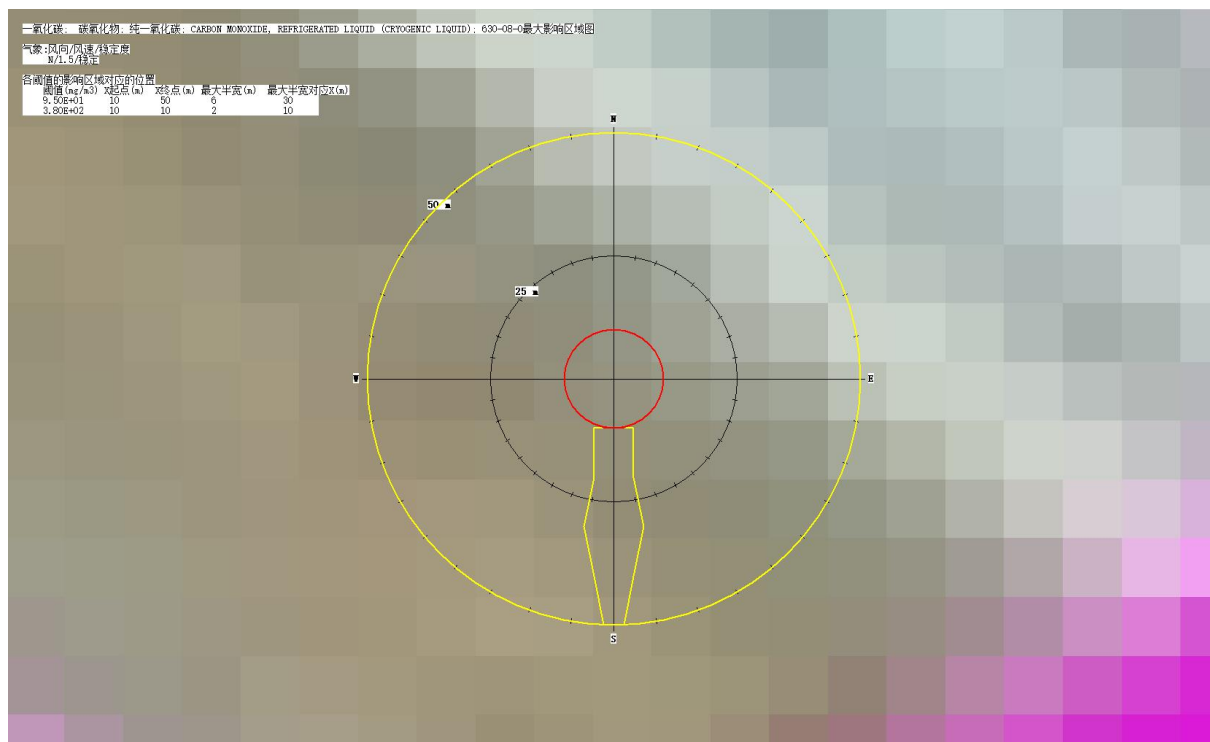 一氧化碳; 碳氧化物; 纯一氧化碳; CARBON MONOXIDE, REFRIGERATED LIQUID (CRYOGENIC LIQUID); 630-08-0最大影响区域图
气象:风向/风速/稳定度
N/1.5/稳定
各阈值的影响区域对应的位置
阈值(mg/m3) X起点(m) X终点(m) 最大半宽(m) 最大半宽对应X(m)
9.50E+01 10 50 6 30
3.80E+02 10 10 2 10
N
50 m
25 m
W
E
S